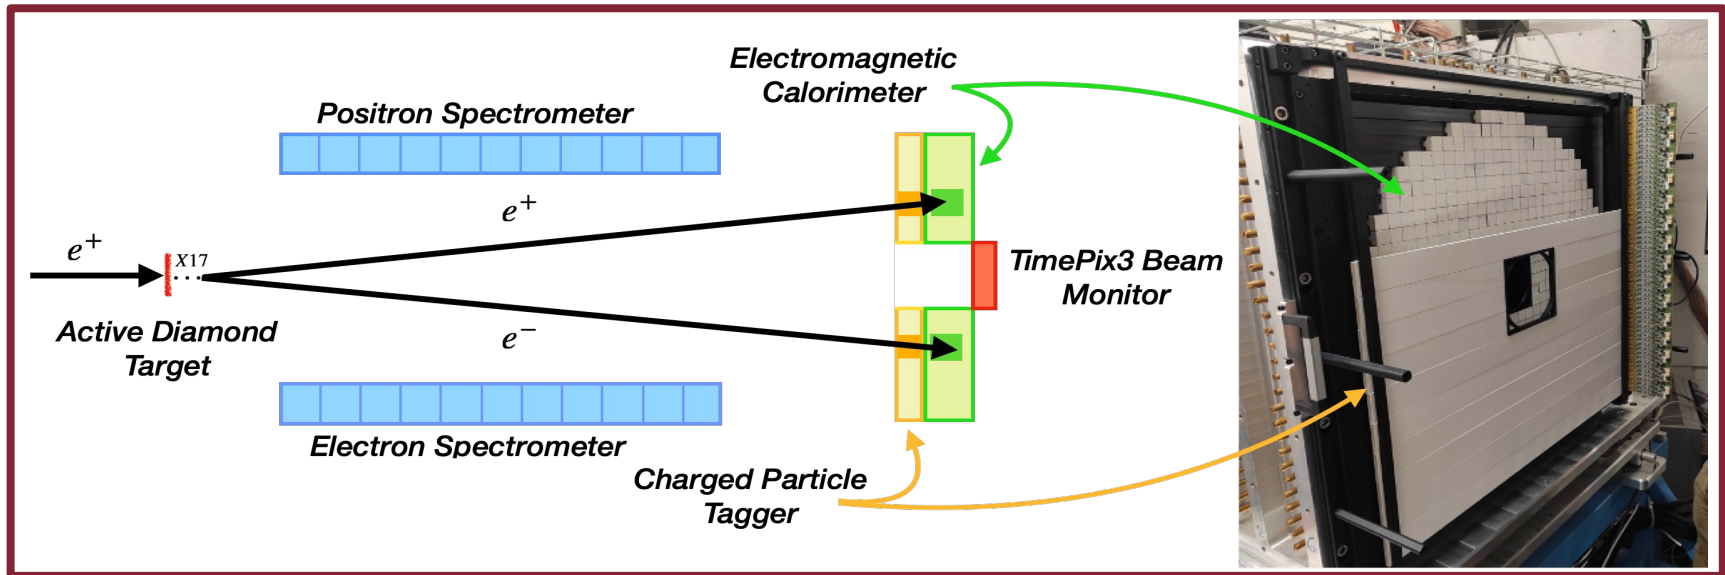 Electromagnetic
Calorimeter
Positron Spectrometer
e⁺
e⁺
X17
TimePix3 Beam
Monitor
Active Diamond
Target
e⁻
Electron Spectrometer
Charged Particle
Tagger